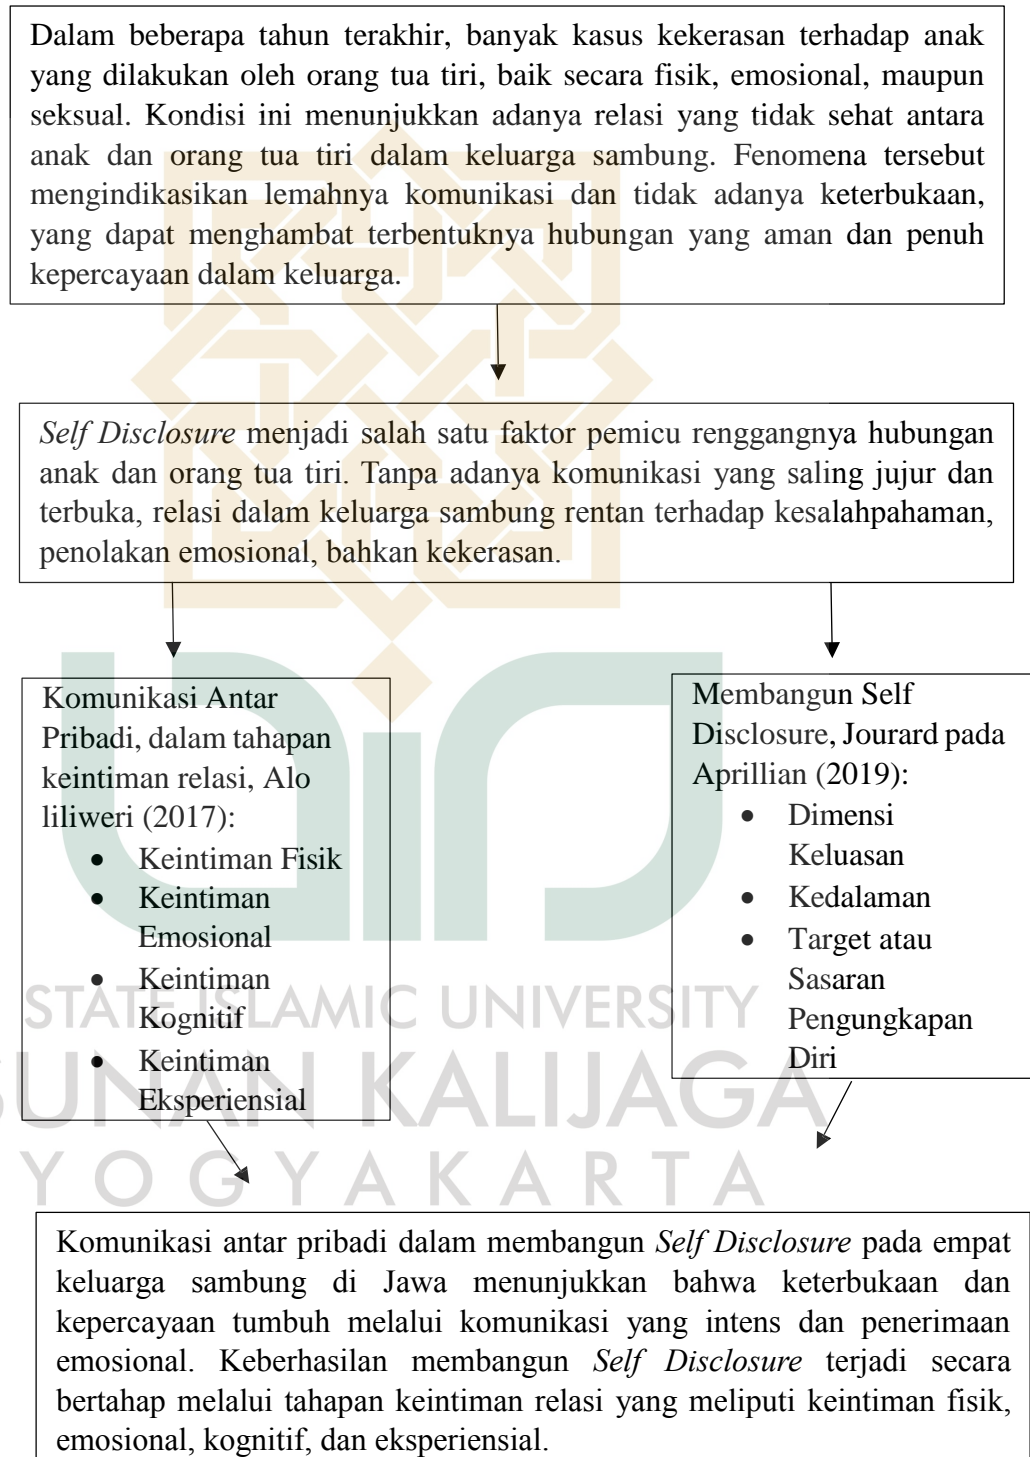 Dalam beberapa tahun terakhir, banyak kasus kekerasan terhadap anak
yang dilakukan oleh orang tua tiri, baik secara fisik, emosional, maupun
seksual. Kondisi ini menunjukkan adanya relasi yang tidak sehat antara
anak dan orang tua tiri dalam keluarga sambung. Fenomena tersebut
mengindikasikan lemahnya komunikasi dan tidak adanya keterbukaan,
yang dapat menghambat terbentuknya hubungan yang aman dan penuh
kepercayaan dalam keluarga.
Self Disclosure menjadi salah satu faktor pemicu renggangnya hubungan
anak dan orang tua tiri. Tanpa adanya komunikasi yang saling jujur dan
terbuka, relasi dalam keluarga sambung rentan terhadap kesalahpahaman,
penolakan emosional, bahkan kekerasan.
Komunikasi Antar
Pribadi, dalam tahapan
keintiman relasi, Alo
liliweri (2017):
• Keintiman Fisik
• Keintiman
Emosional
• Keintiman
Kognitif
• Keintiman
Eksperiensial
Membangun Self
Disclosure, Jourard pada
Aprillian (2019):
• Dimensi
Keluasan
• Kedalaman
• Target atau
Sasaran
Pengungkapan
Diri
STATE ISLAMIC UNIVERSITY
SUNAN KALIJAGA
YOGYAKARTA
Komunikasi antar pribadi dalam membangun Self Disclosure pada empat
keluarga sambung di Jawa menunjukkan bahwa keterbukaan dan
kepercayaan tumbuh melalui komunikasi yang intens dan penerimaan
emosional. Keberhasilan membangun Self Disclosure terjadi secara
bertahap melalui tahapan keintiman relasi yang meliputi keintiman fisik,
emosional, kognitif, dan eksperiensial.